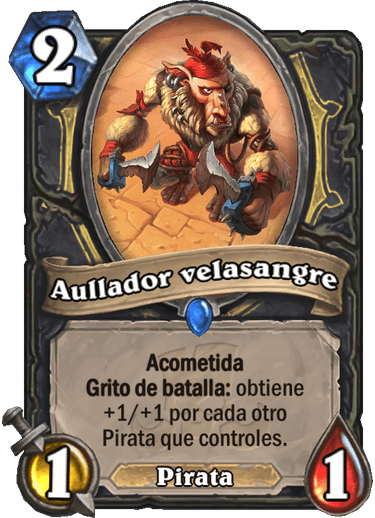 2
Aullador velasangre
Acometida
Grito de batalla: obtiene
+1/+1 por cada otro
Pirata que controles.
1
Pirata
1